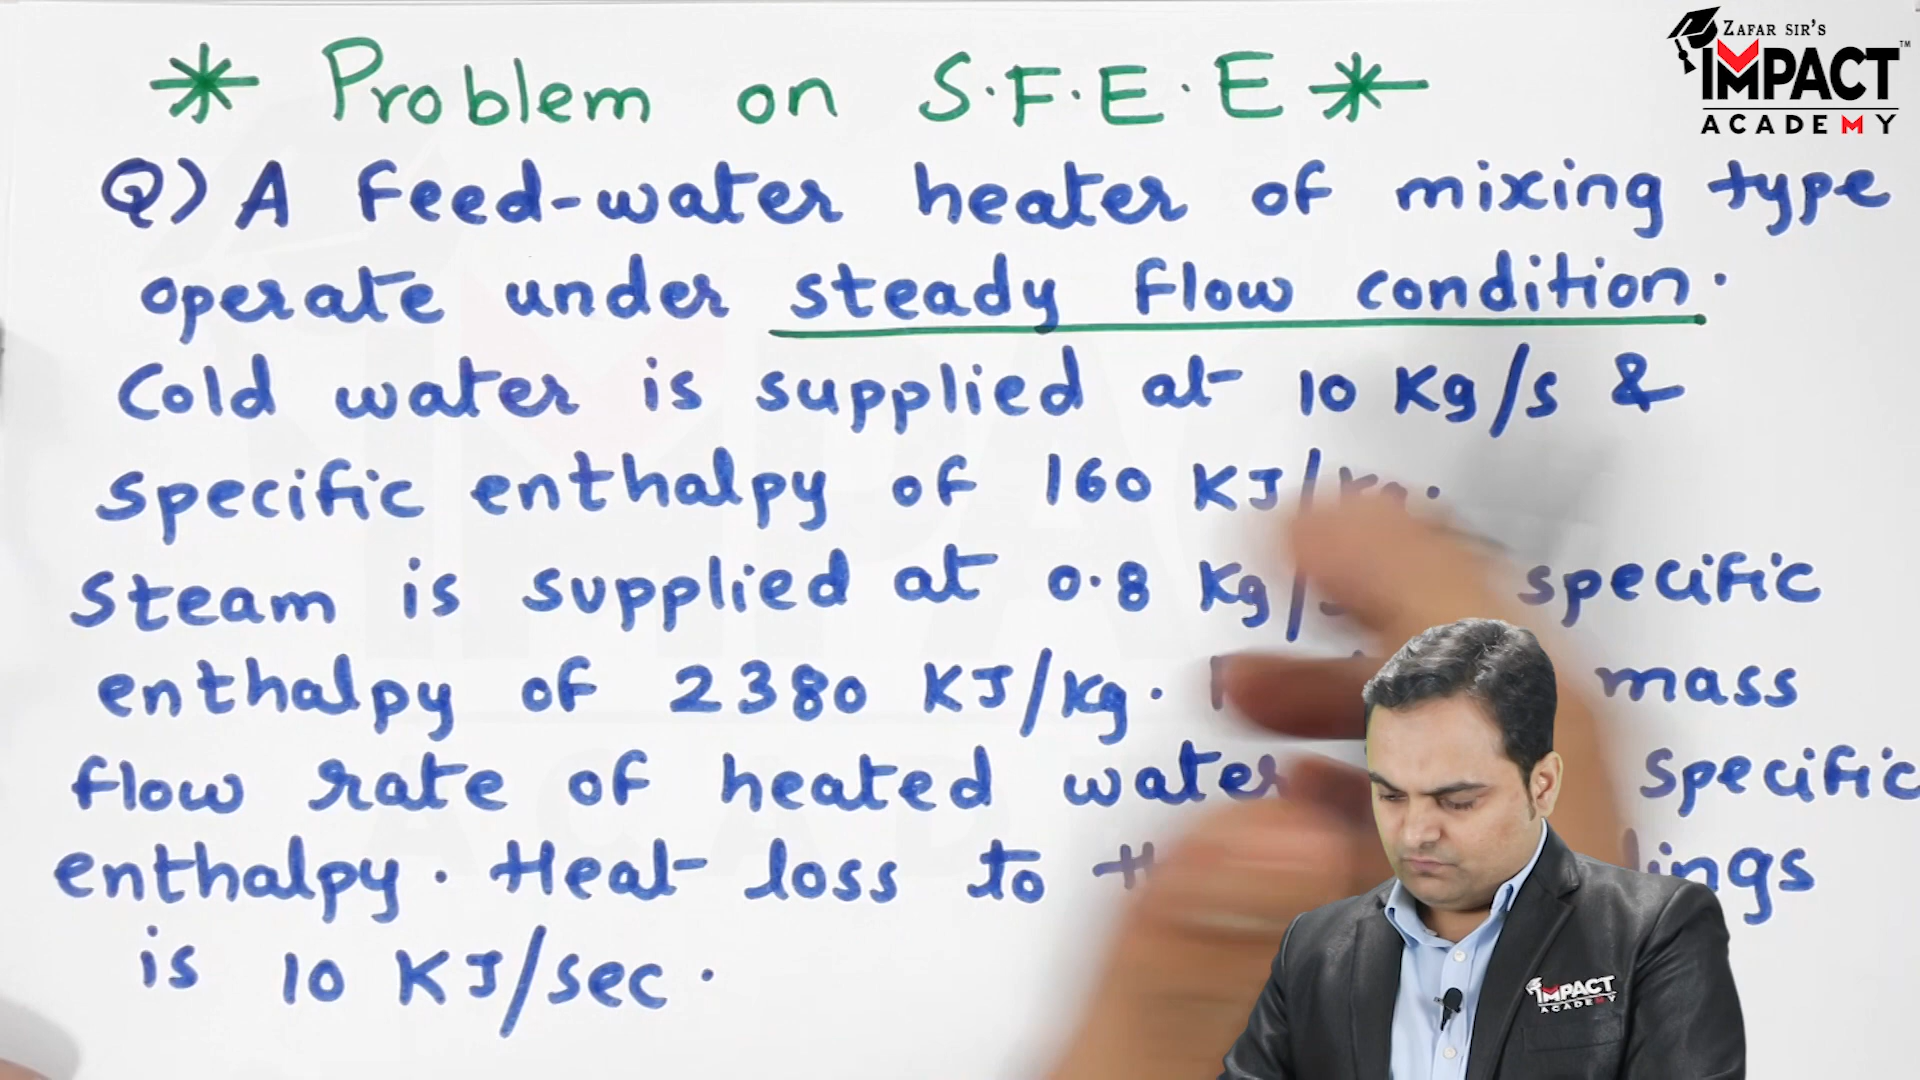 * Problem on S.F.E.E *
Q) A Feed-water heater of mixing type
operate under steady flow condition.
Cold water is supplied at 10 Kg/s &
specific enthalpy of 160 KJ/Kg.
Steam is supplied at 0.8 Kg/s specific
enthalpy of 2380 KJ/Kg. mass
flow rate of heated water specific
enthalpy. Heat loss to
is 10 KJ/sec.
ZAFAR SIR'S
IMPACT™
ACADEMY
IMPACT
ACADEMY